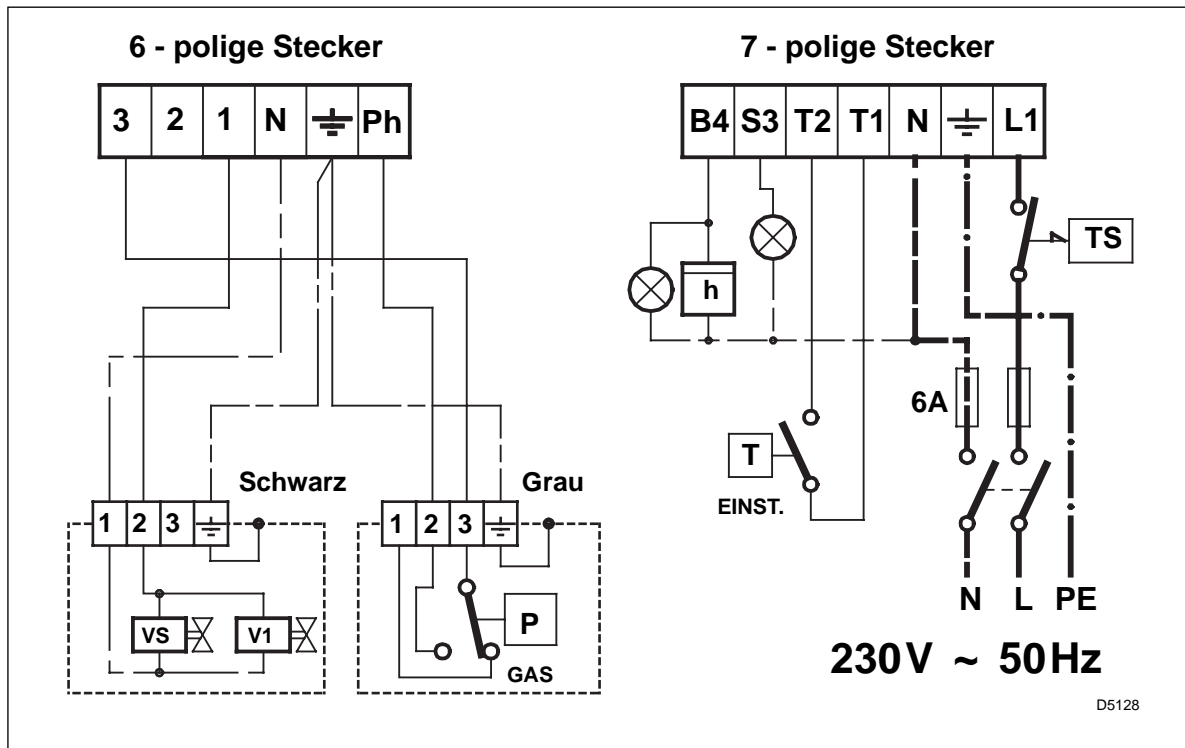 6 - polige Stecker
7 - polige Stecker
3 2 1 N Ph
B4 S3 T2 T1 N L1
TS
h
6A
T
EINST.
Schwarz
Grau
1 2 3
1 2 3
VS V1
P
GAS
N L PE
230V ~ 50Hz
D5128